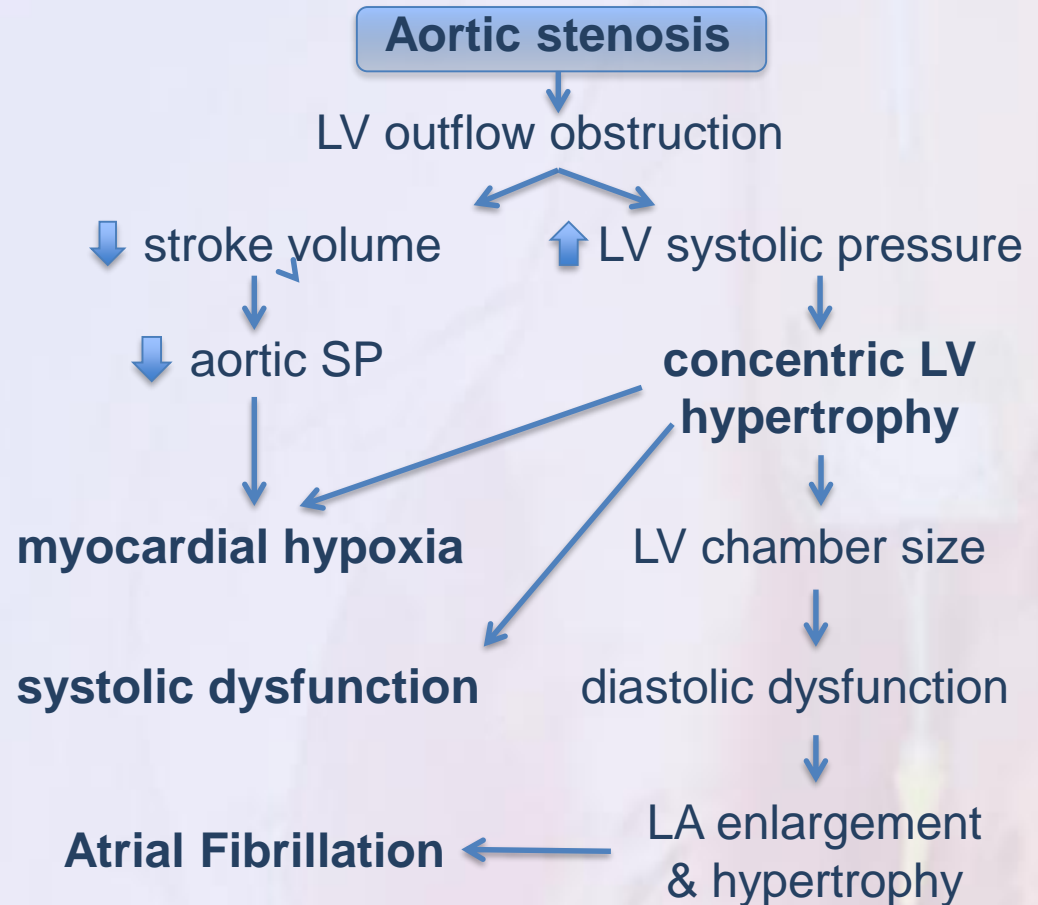 Aortic stenosis
LV outflow obstruction
stroke volume
LV systolic pressure
aortic SP
concentric LV
hypertrophy
myocardial hypoxia
LV chamber size
systolic dysfunction
diastolic dysfunction
Atrial Fibrillation
LA enlargement
& hypertrophy